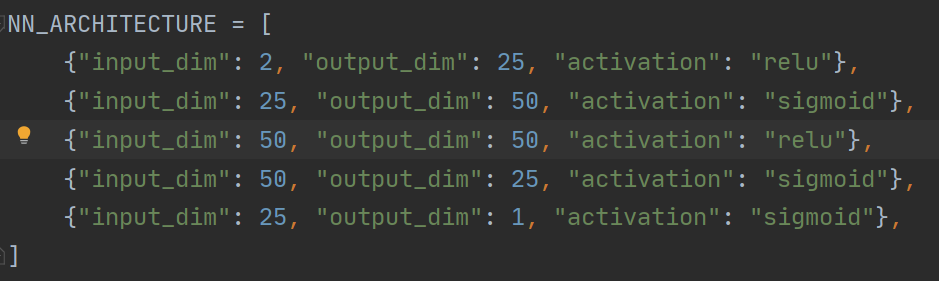 NN_ARCHITECTURE = [
    {"input_dim": 2, "output_dim": 25, "activation": "relu"},
    {"input_dim": 25, "output_dim": 50, "activation": "sigmoid"},
    {"input_dim": 50, "output_dim": 50, "activation": "relu"},
    {"input_dim": 50, "output_dim": 25, "activation": "sigmoid"},
    {"input_dim": 25, "output_dim": 1, "activation": "sigmoid"},
]